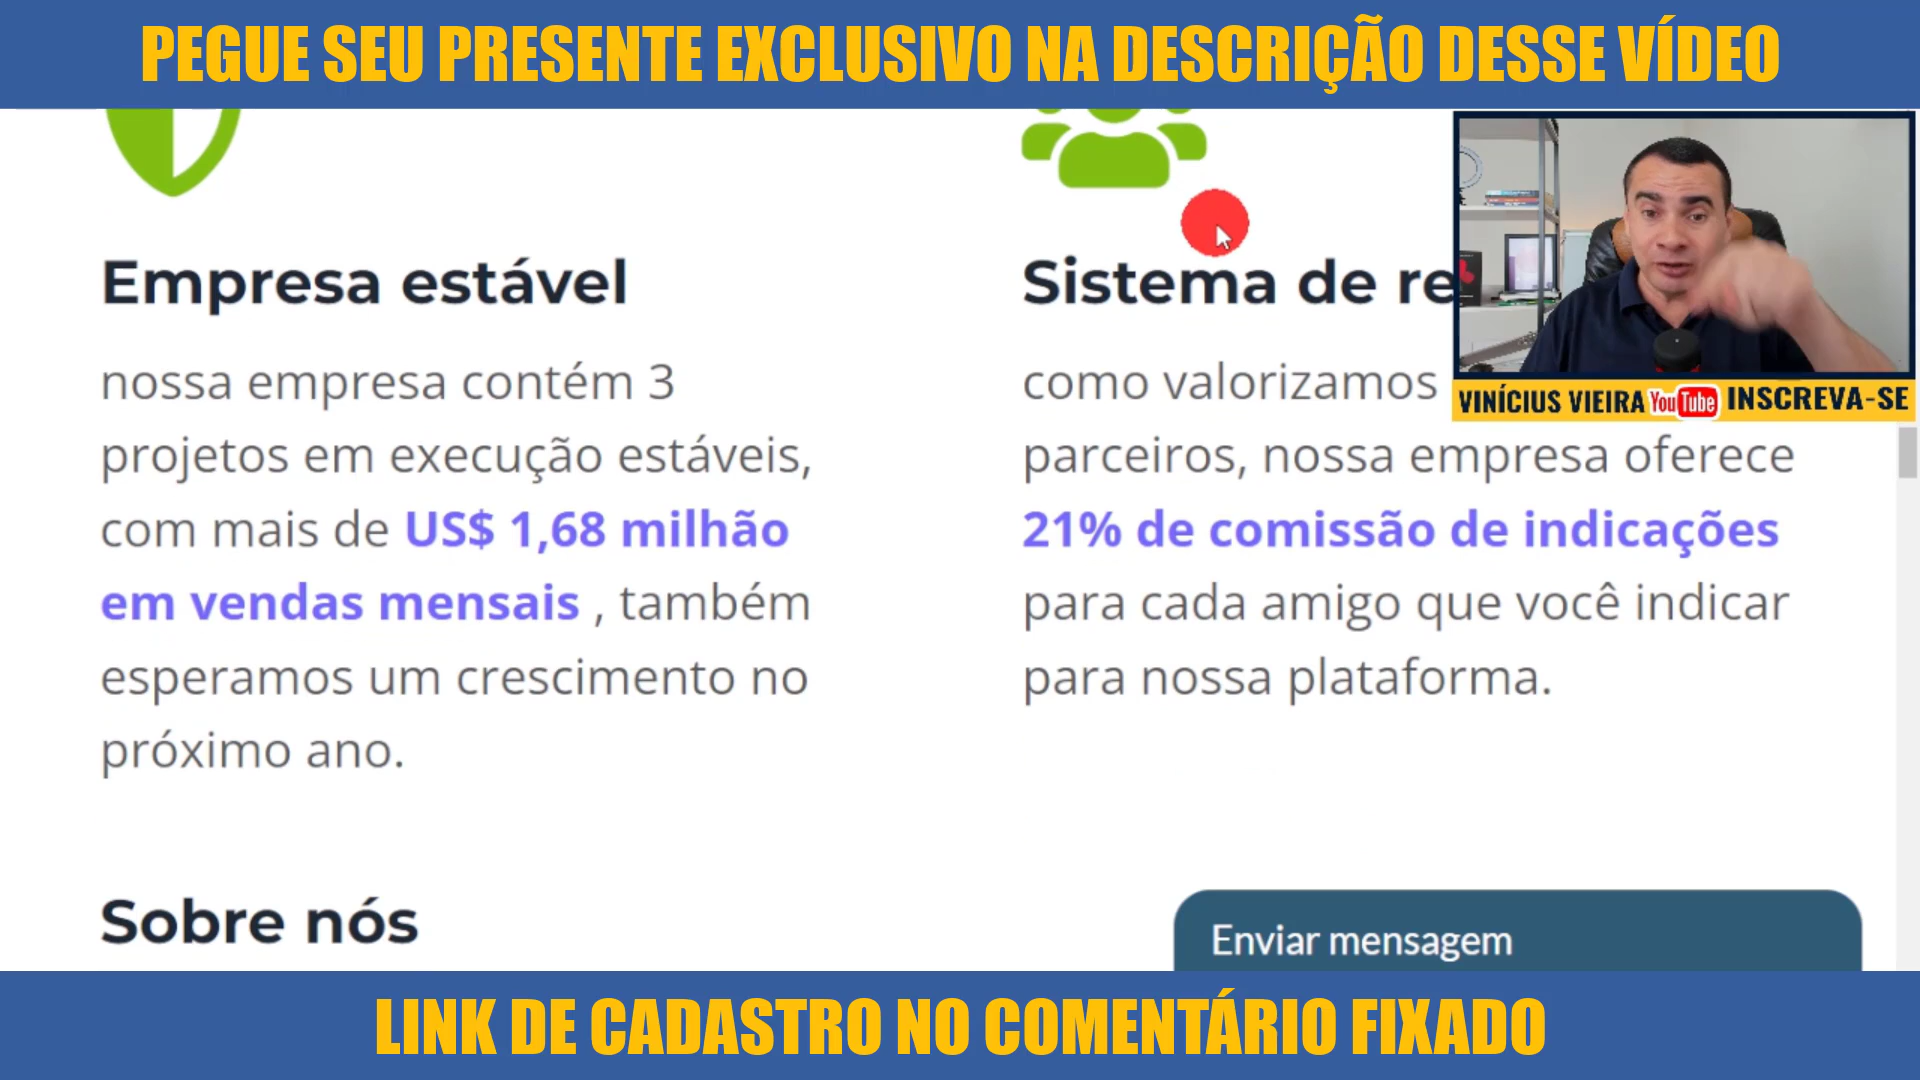 PEGUE SEU PRESENTE EXCLUSIVO NA DESCRIÇÃO DESSE VÍDEO
Empresa estável
nossa empresa contém 3
projetos em execução estáveis,
com mais de US$ 1,68 milhão
em vendas mensais , também
esperamos um crescimento no
próximo ano.
Sistema de re
como valorizamos
parceiros, nossa empresa oferece
21% de comissão de indicações
para cada amigo que você indicar
para nossa plataforma.
VINÍCIUS VIEIRA YouTube INSCREVA-SE
Sobre nós
Enviar mensagem
LINK DE CADASTRO NO COMENTÁRIO FIXADO